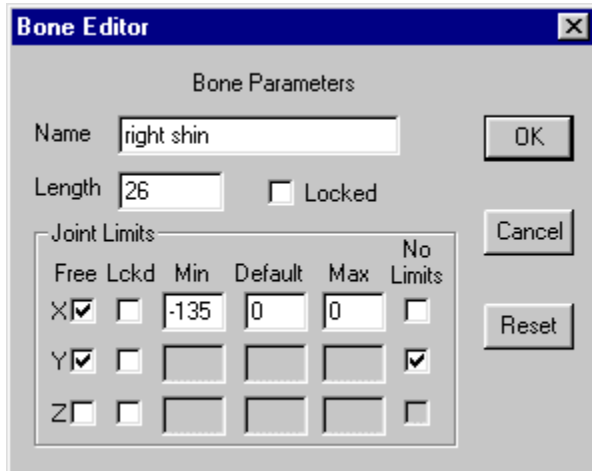 Bone Editor
Bone Parameters
Name right shin
OK
Length 26 Locked
Cancel
Joint Limits
Free Lckd Min Default Max No Limits
X -135 0 0
Reset
Y
Z